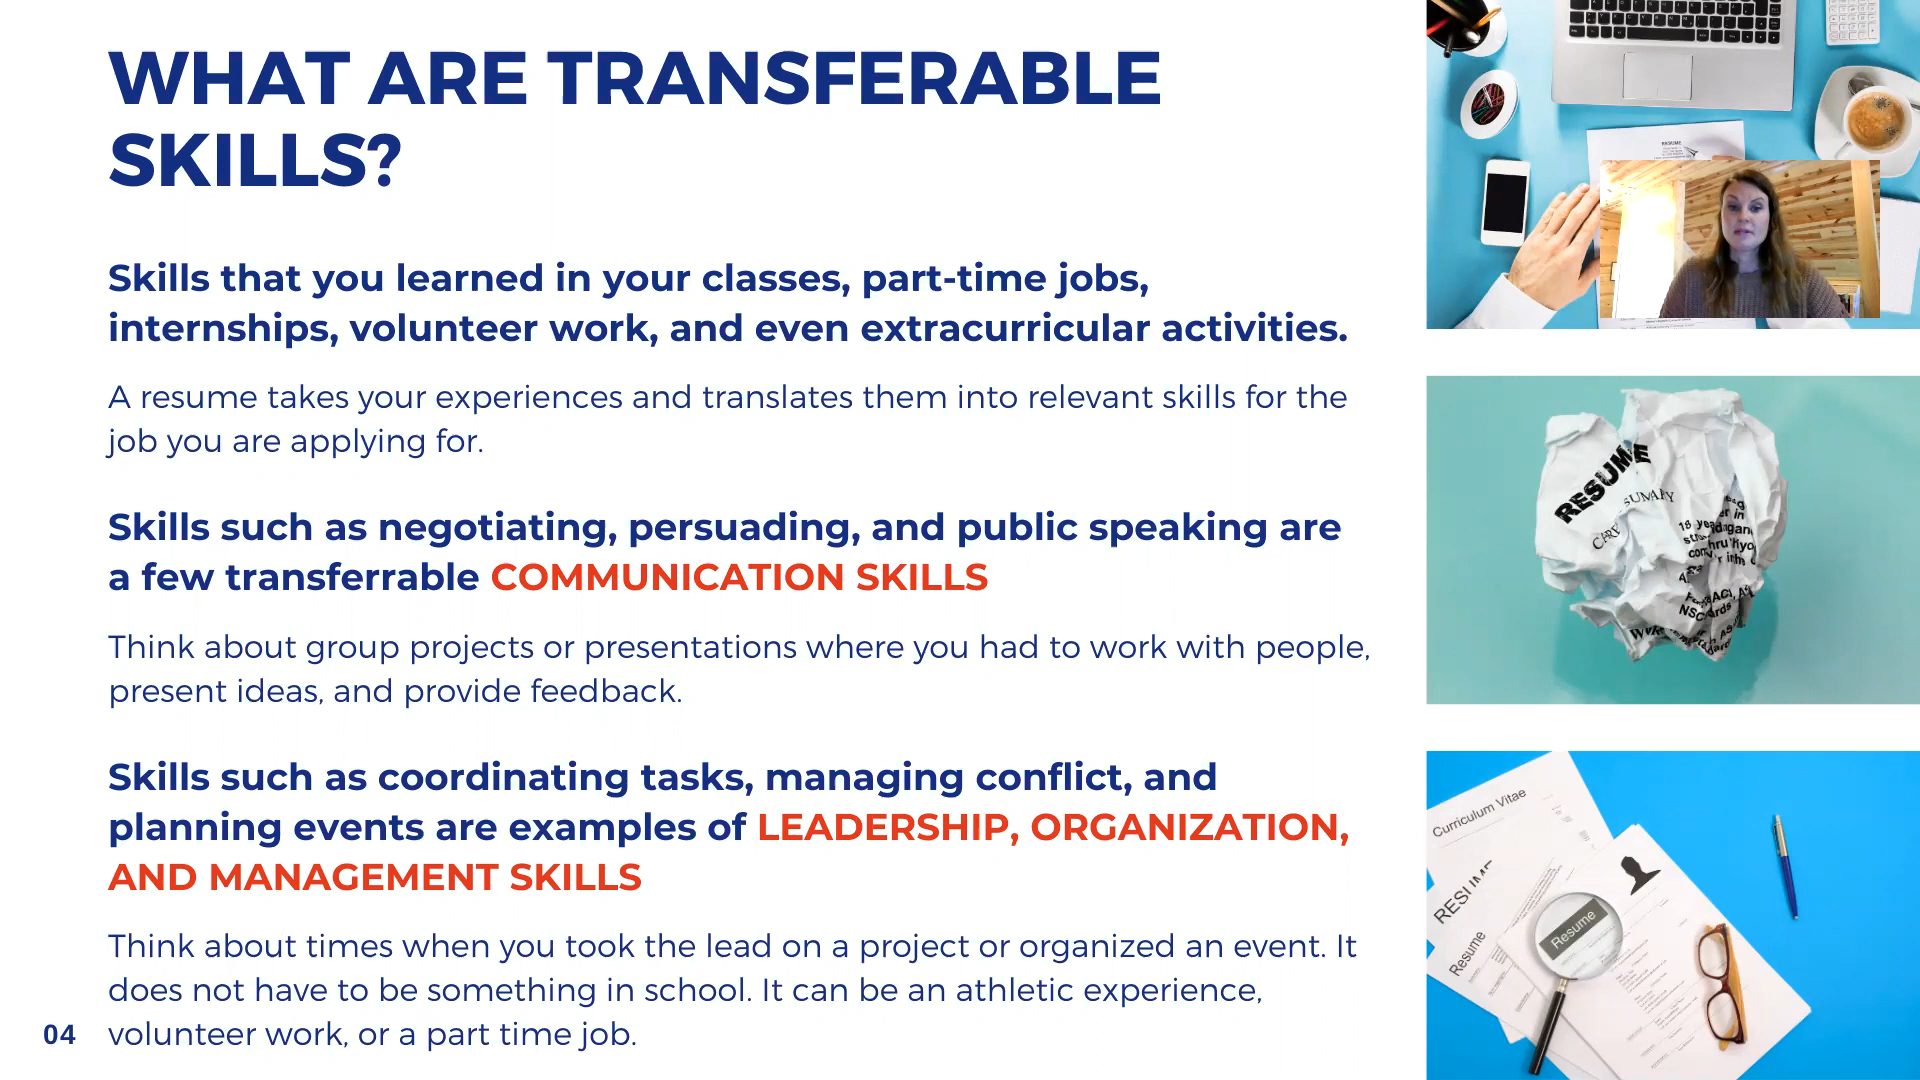 WHAT ARE TRANSFERABLE
SKILLS?
Skills that you learned in your classes, part-time jobs,
internships, volunteer work, and even extracurricular activities.
A resume takes your experiences and translates them into relevant skills for the
job you are applying for.
Skills such as negotiating, persuading, and public speaking are
a few transferrable COMMUNICATION SKILLS
Think about group projects or presentations where you had to work with people,
present ideas, and provide feedback.
Skills such as coordinating tasks, managing conflict, and
planning events are examples of LEADERSHIP, ORGANIZATION,
AND MANAGEMENT SKILLS
Think about times when you took the lead on a project or organized an event. It
does not have to be something in school. It can be an athletic experience,
volunteer work, or a part time job.
04
RESUME
RESUME
Curriculum Vitae
Resume
Resume